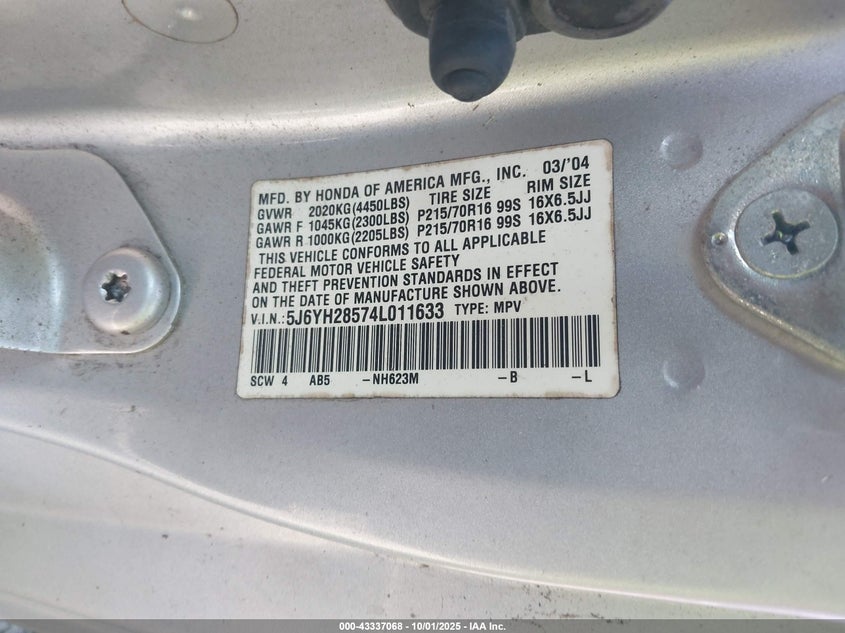 MFD. BY HONDA OF AMERICA MFG., INC. 03/'04
GVWR 2020KG(4450LBS) TIRE SIZE RIM SIZE
GAWR F 1045KG(2300LBS) P215/70R16 99S 16X6.5JJ
GAWR R 1000KG(2205LBS) P215/70R16 99S 16X6.5JJ
THIS VEHICLE CONFORMS TO ALL APPLICABLE
FEDERAL MOTOR VEHICLE SAFETY
AND THEFT PREVENTION STANDARDS IN EFFECT
ON THE DATE OF MANUFACTURE SHOWN ABOVE.
V.I.N.:5J6YH28574L011633 TYPE: MPV
SCW 4 AB5 -NH623M -B -L
000-43337068 - 10/01/2025 - IAA Inc.